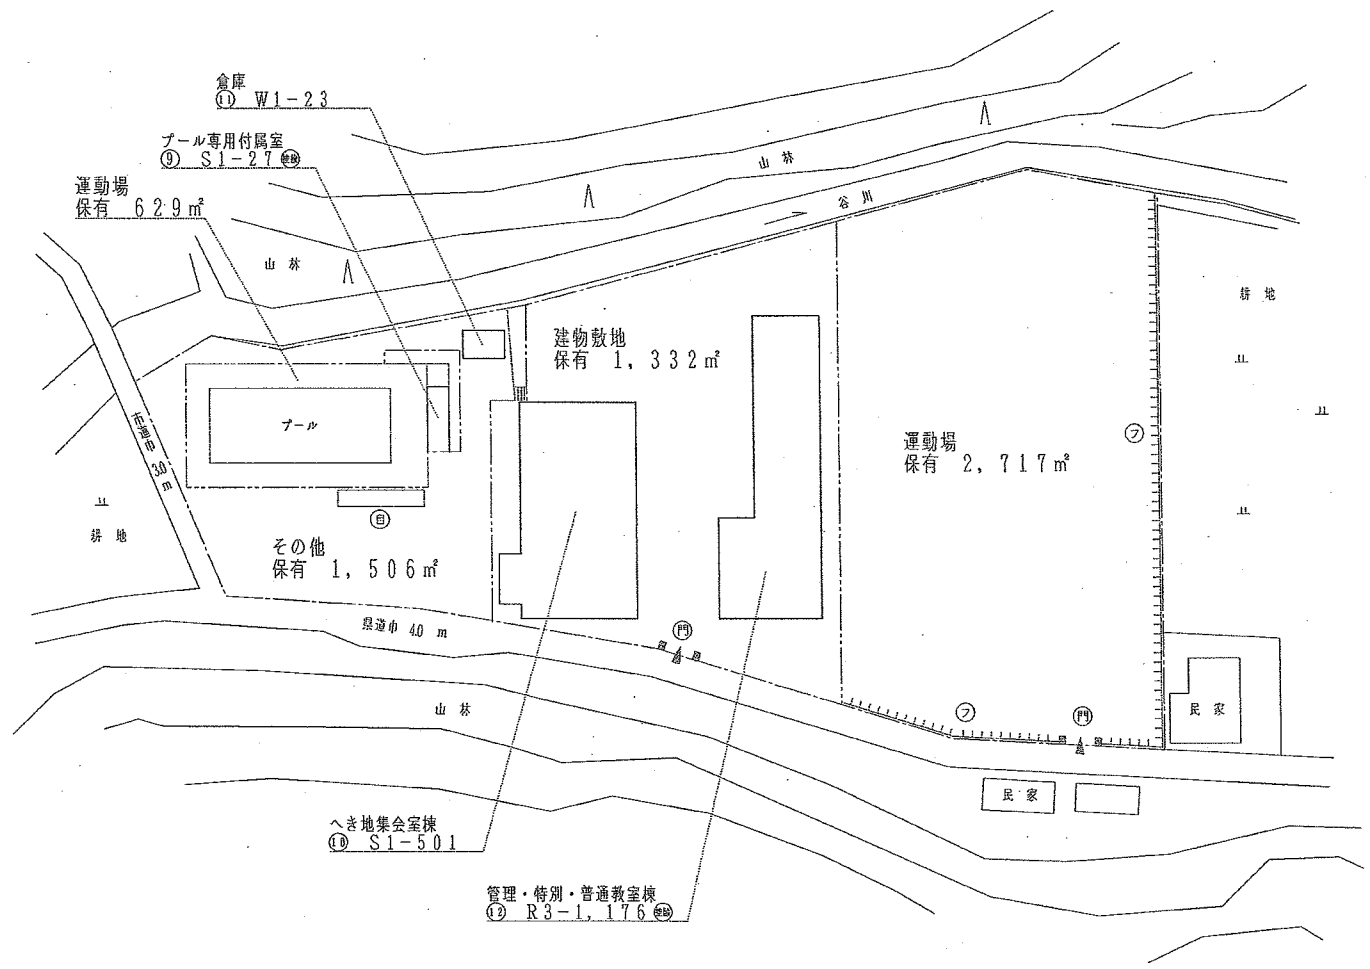 倉庫
⑪ W1-23
プール専用付属室
⑨ S1-27
運動場
保有 629㎡
山林
山林
谷川
耕地
建物敷地
保有 1,332㎡
プール
市道巾 3.0 m
運動場
保有 2,717㎡
フ
耕地
自
その他
保有 1,506㎡
県道巾 4.0 m
門
山林
フ
門
民家
民家
へき地集会室棟
⑩ S1-501
管理・特別・普通教室棟
⑫ R3-1,176